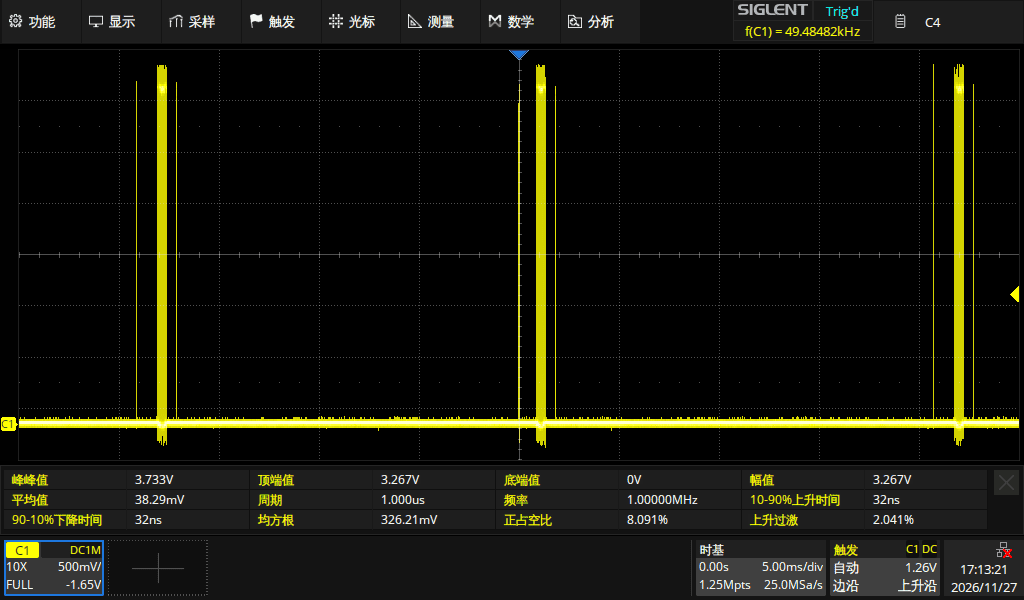 功能 显示 采样 触发 光标 测量 数学 分析 SIGLENT Trig'd C4
f(C1) = 49.48482kHz
C1
峰峰值 3.733V 顶端值 3.267V 底端值 0V 幅值 3.267V
平均值 38.29mV 周期 1.000us 频率 1.00000MHz 10-90%上升时间 32ns
90-10%下降时间 32ns 均方根 326.21mV 正占空比 8.091% 上升过激 2.041%
C1 DC1M 时基 触发 C1 DC
10X 500mV/ 0.00s 5.00ms/div 自动 1.26V 17:13:21
FULL -1.65V 1.25Mpts 25.0MSa/s 边沿 上升沿 2026/11/27